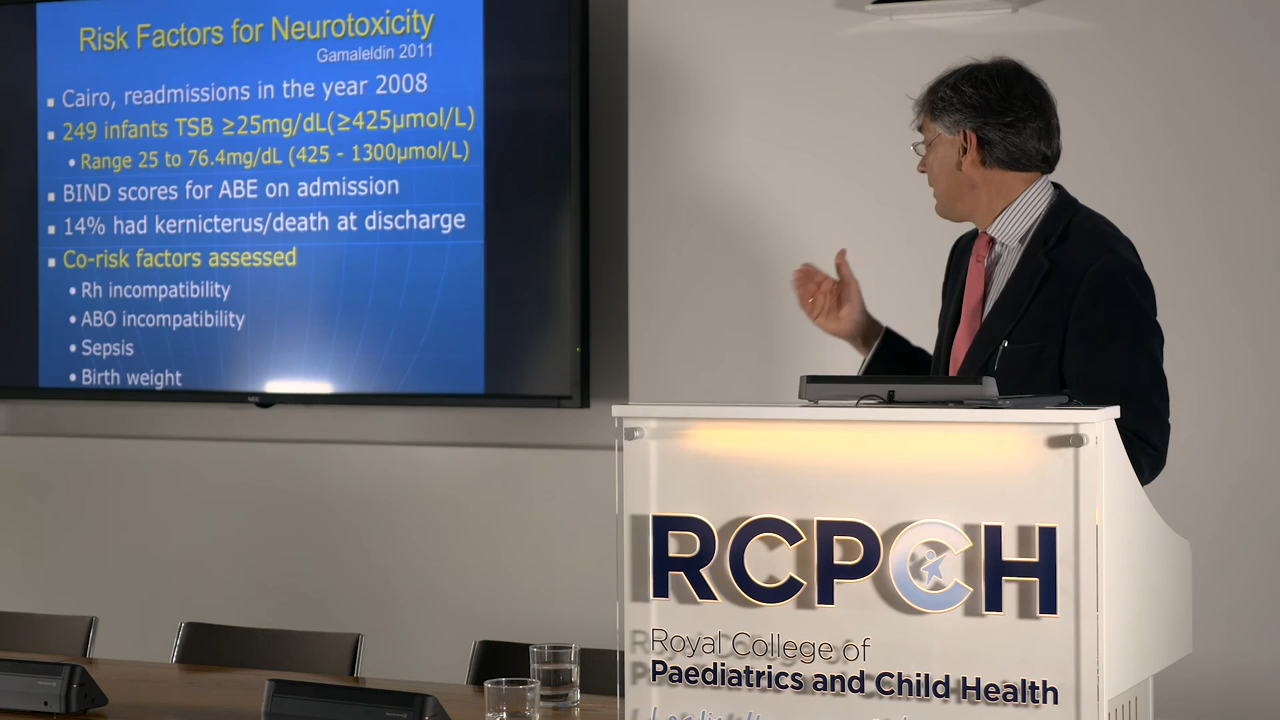 Risk Factors for Neurotoxicity
Gamaleldin 2011
Cairo, readmissions in the year 2008
249 infants TSB ≥25mg/dL(≥425µmol/L)
Range 25 to 76.4mg/dL (425 - 1300µmol/L)
BIND scores for ABE on admission
14% had kernicterus/death at discharge
Co-risk factors assessed
Rh incompatibility
ABO incompatibility
Sepsis
Birth weight
NEC
RCPCH
Royal College of
Paediatrics and Child Health